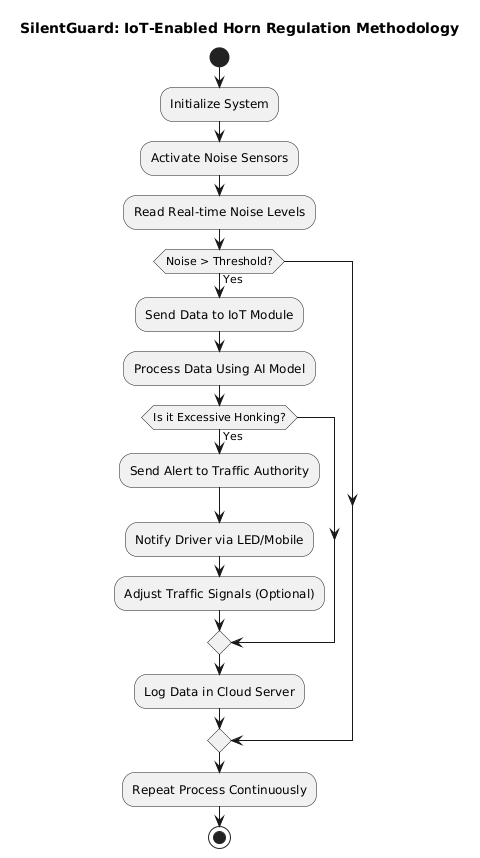 SilentGuard: IoT-Enabled Horn Regulation Methodology
Initialize System
Activate Noise Sensors
Read Real-time Noise Levels
Noise > Threshold?
Yes
Send Data to IoT Module
Process Data Using AI Model
Is it Excessive Honking?
Yes
Send Alert to Traffic Authority
Notify Driver via LED/Mobile
Adjust Traffic Signals (Optional)
Log Data in Cloud Server
Repeat Process Continuously